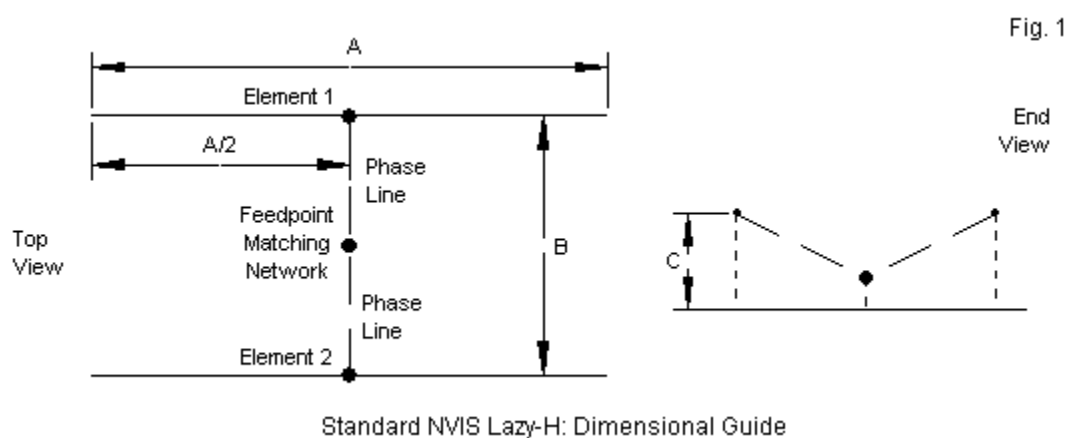 Fig. 1
A
Element 1
End
View
A/2
Phase
Line
Feedpoint
Matching
Network
Top
View
B
C
Phase
Line
Element 2
Standard NVIS Lazy-H: Dimensional Guide